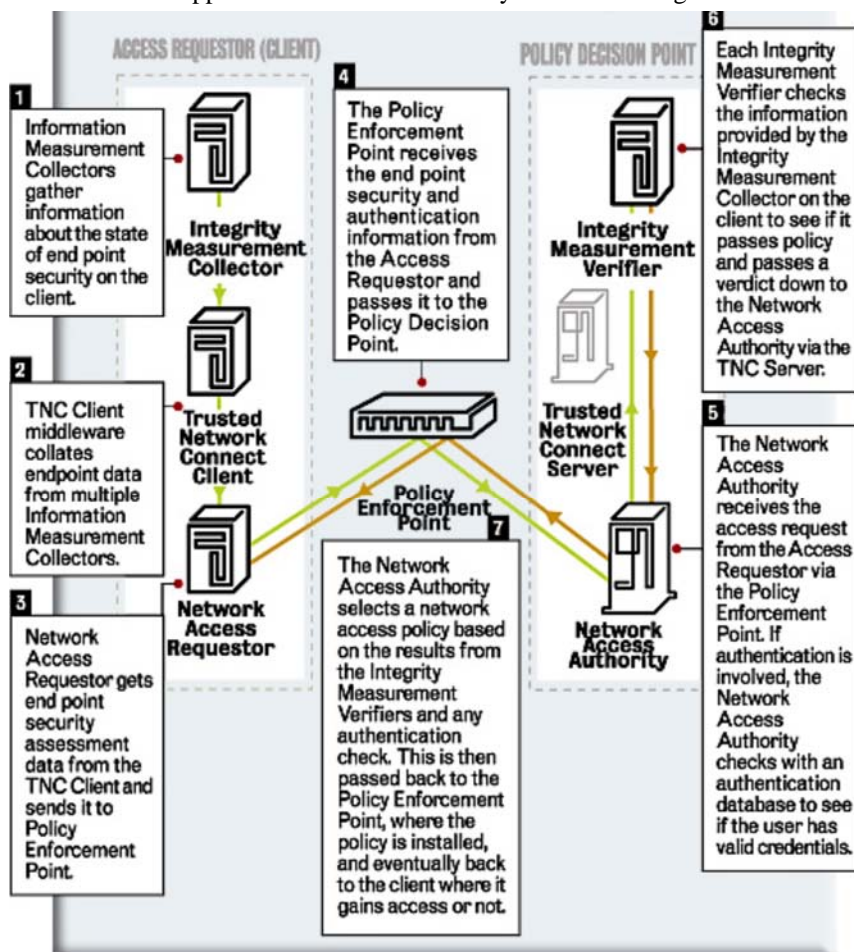 ACCESS REQUESTOR (CLIENT)
POLICY DECISION POINT
1
Information
Measurement
Collectors
gather
information
about the state
of end point
security on the
client.
Integrity
Measurement
Collector
2
TNC Client
middleware
collates
endpoint data
from multiple
Information
Measurement
Collectors.
Trusted
Network
Connect
Client
3
Network
Access
Requestor gets
end point
security
assessment
data from the
TNC Client and
sends it to
Policy
Enforcement
Point.
Network
Access
Requestor
4
The Policy
Enforcement
Point receives
the end point
security and
authentication
information from
the Access
Requestor and
passes it to the
Policy Decision
Point.
Policy
Enforcement
Point
5
The Network
Access
Authority
receives the
access request
from the Access
Requestor via
the Policy
Enforcement
Point. If
authentication is
involved, the
Network
Access
Authority
checks with an
authentication
database to see
if the user has
valid credentials.
Network
Access
Authority
Trusted
Network
Connect
Server
6
Each Integrity
Measurement
Verifier checks
the information
provided by the
Integrity
Measurement
Collector on the
client to see if it
passes policy
and passes a
verdict down to
the Network
Access
Authority via the
TNC Server.
Integrity
Measurement
Verifier
7
The Network
Access Authority
selects a network
access policy based
on the results from
the Integrity
Measurement
Verifiers and any
authentication
check. This is then
passed back to the
Policy Enforcement
Point, where the
policy is installed,
and eventually back
to the client where it
gains access or not.